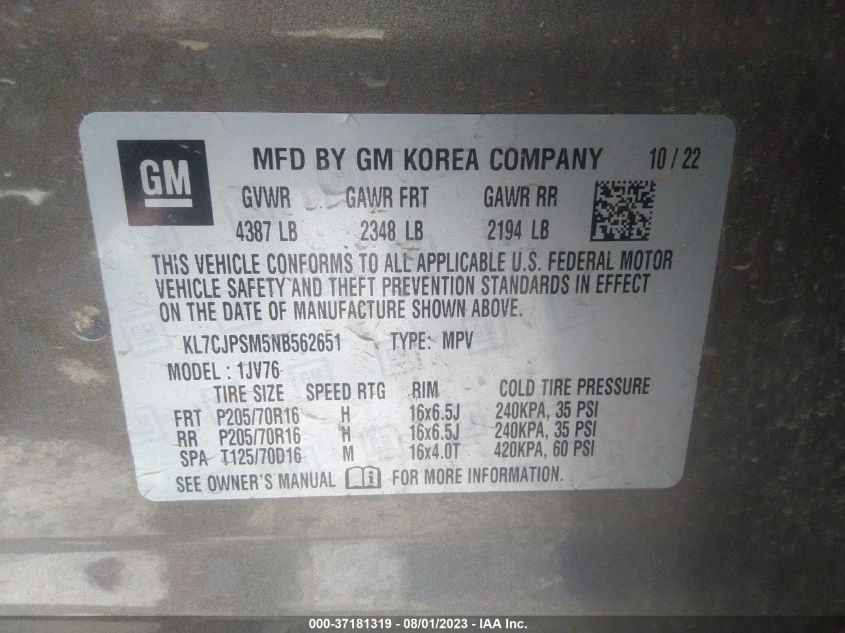 GM
MFD BY GM KOREA COMPANY 10 / 22
GVWR GAWR FRT GAWR RR
4387 LB 2348 LB 2194 LB
THIS VEHICLE CONFORMS TO ALL APPLICABLE U.S. FEDERAL MOTOR
VEHICLE SAFETY AND THEFT PREVENTION STANDARDS IN EFFECT
ON THE DATE OF MANUFACTURE SHOWN ABOVE.
KL7CJPSM5NB562651 TYPE: MPV
MODEL : 1JV76
TIRE SIZE SPEED RTG RIM COLD TIRE PRESSURE
FRT P205/70R16 H 16x6.5J 240KPA, 35 PSI
RR P205/70R16 H 16x6.5J 240KPA, 35 PSI
SPA T125/70D16 M 16x4.0T 420KPA, 60 PSI
SEE OWNER'S MANUAL FOR MORE INFORMATION.
000-37181319 - 08/01/2023 - IAA Inc.